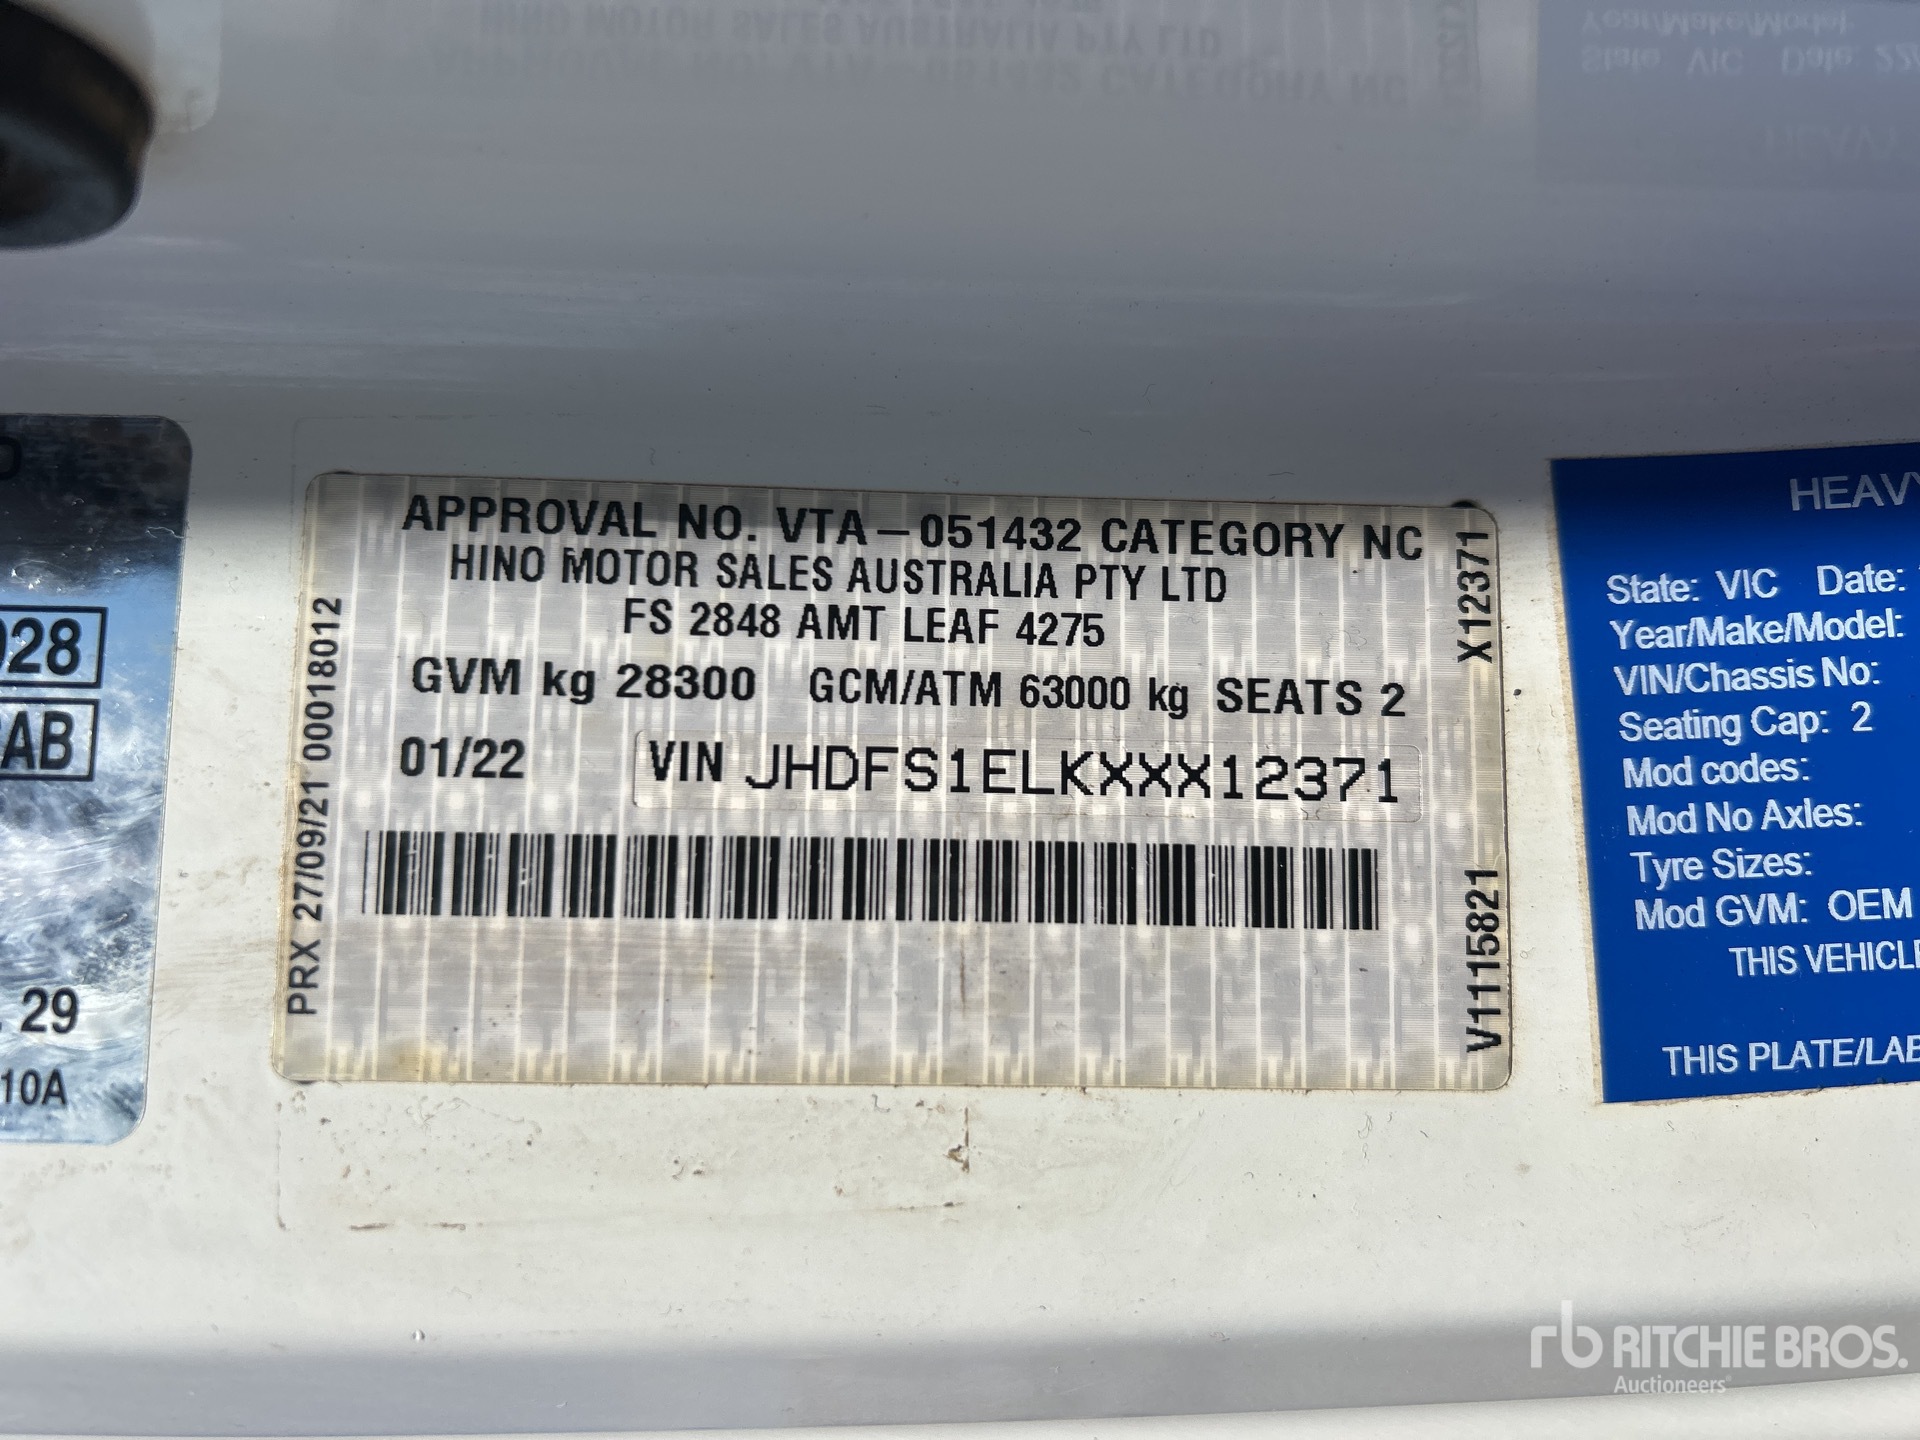 APPROVAL NO. VTA-051432 CATEGORY NC
HINO MOTOR SALES AUSTRALIA PTY LTD
FS 2848 AMT LEAF 4275
GVM kg 28300 GCM/ATM 63000 kg SEATS 2
01/22 VIN JHDFS1ELKXXX12371
PRX 27/09/21 00018012
X12371
V1115821
028
AB
29
10A
HEAVY
State: VIC Date:
Year/Make/Model:
VIN/Chassis No:
Seating Cap: 2
Mod codes:
Mod No Axles:
Tyre Sizes:
Mod GVM: OEM
THIS VEHICLE
THIS PLATE/LAB
rb RITCHIE BROS.
Auctioneers